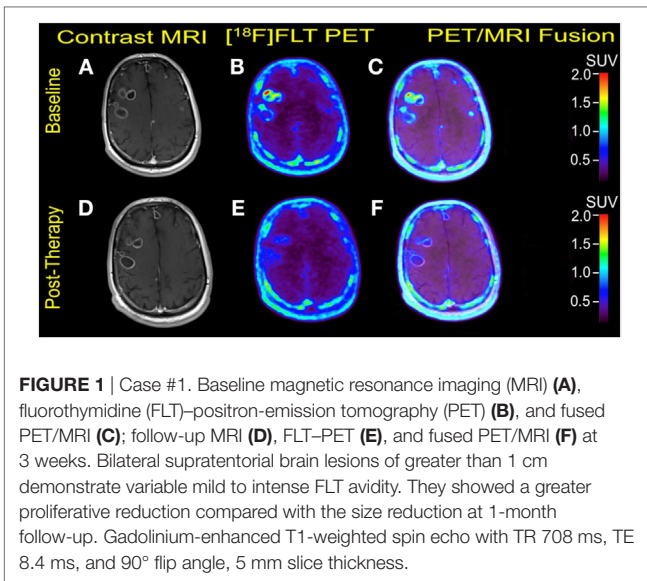 Contrast MRI [¹⁸F]FLT PET PET/MRI Fusion
Baseline
A B C
SUV
2.0
1.5
1.0
0.5
Post-Therapy
D E F
SUV
2.0
1.5
1.0
0.5
FIGURE 1 | Case #1. Baseline magnetic resonance imaging (MRI) (A),
fluorothymidine (FLT)–positron-emission tomography (PET) (B), and fused
PET/MRI (C); follow-up MRI (D), FLT–PET (E), and fused PET/MRI (F) at
3 weeks. Bilateral supratentorial brain lesions of greater than 1 cm
demonstrate variable mild to intense FLT avidity. They showed a greater
proliferative reduction compared with the size reduction at 1-month
follow-up. Gadolinium-enhanced T1-weighted spin echo with TR 708 ms, TE
8.4 ms, and 90° flip angle, 5 mm slice thickness.